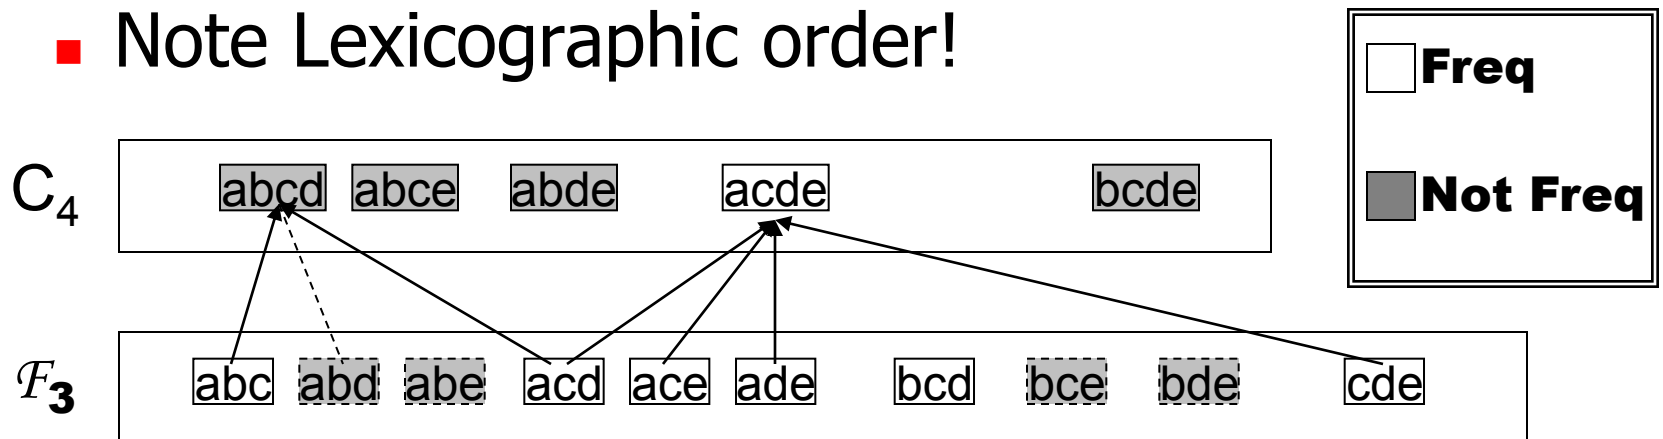 Note Lexicographic order!
Freq
Not Freq
C4 abcd abce abde acde bcde
F3 abc abd abe acd ace ade bcd bce bde cde